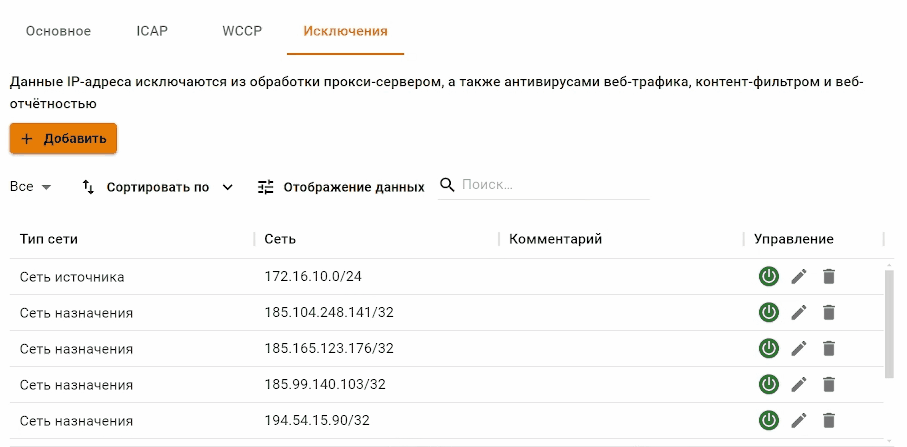 Основное ICAP WCCP Исключения
Данные IP-адреса исключаются из обработки прокси-сервером, а также антивирусами веб-трафика, контент-фильтром и веб-
отчётностью
+ Добавить
Все Сортировать по Отображение данных Поиск...
Тип сети Сеть Комментарий Управление
Сеть источника 172.16.10.0/24
Сеть назначения 185.104.248.141/32
Сеть назначения 185.165.123.176/32
Сеть назначения 185.99.140.103/32
Сеть назначения 194.54.15.90/32